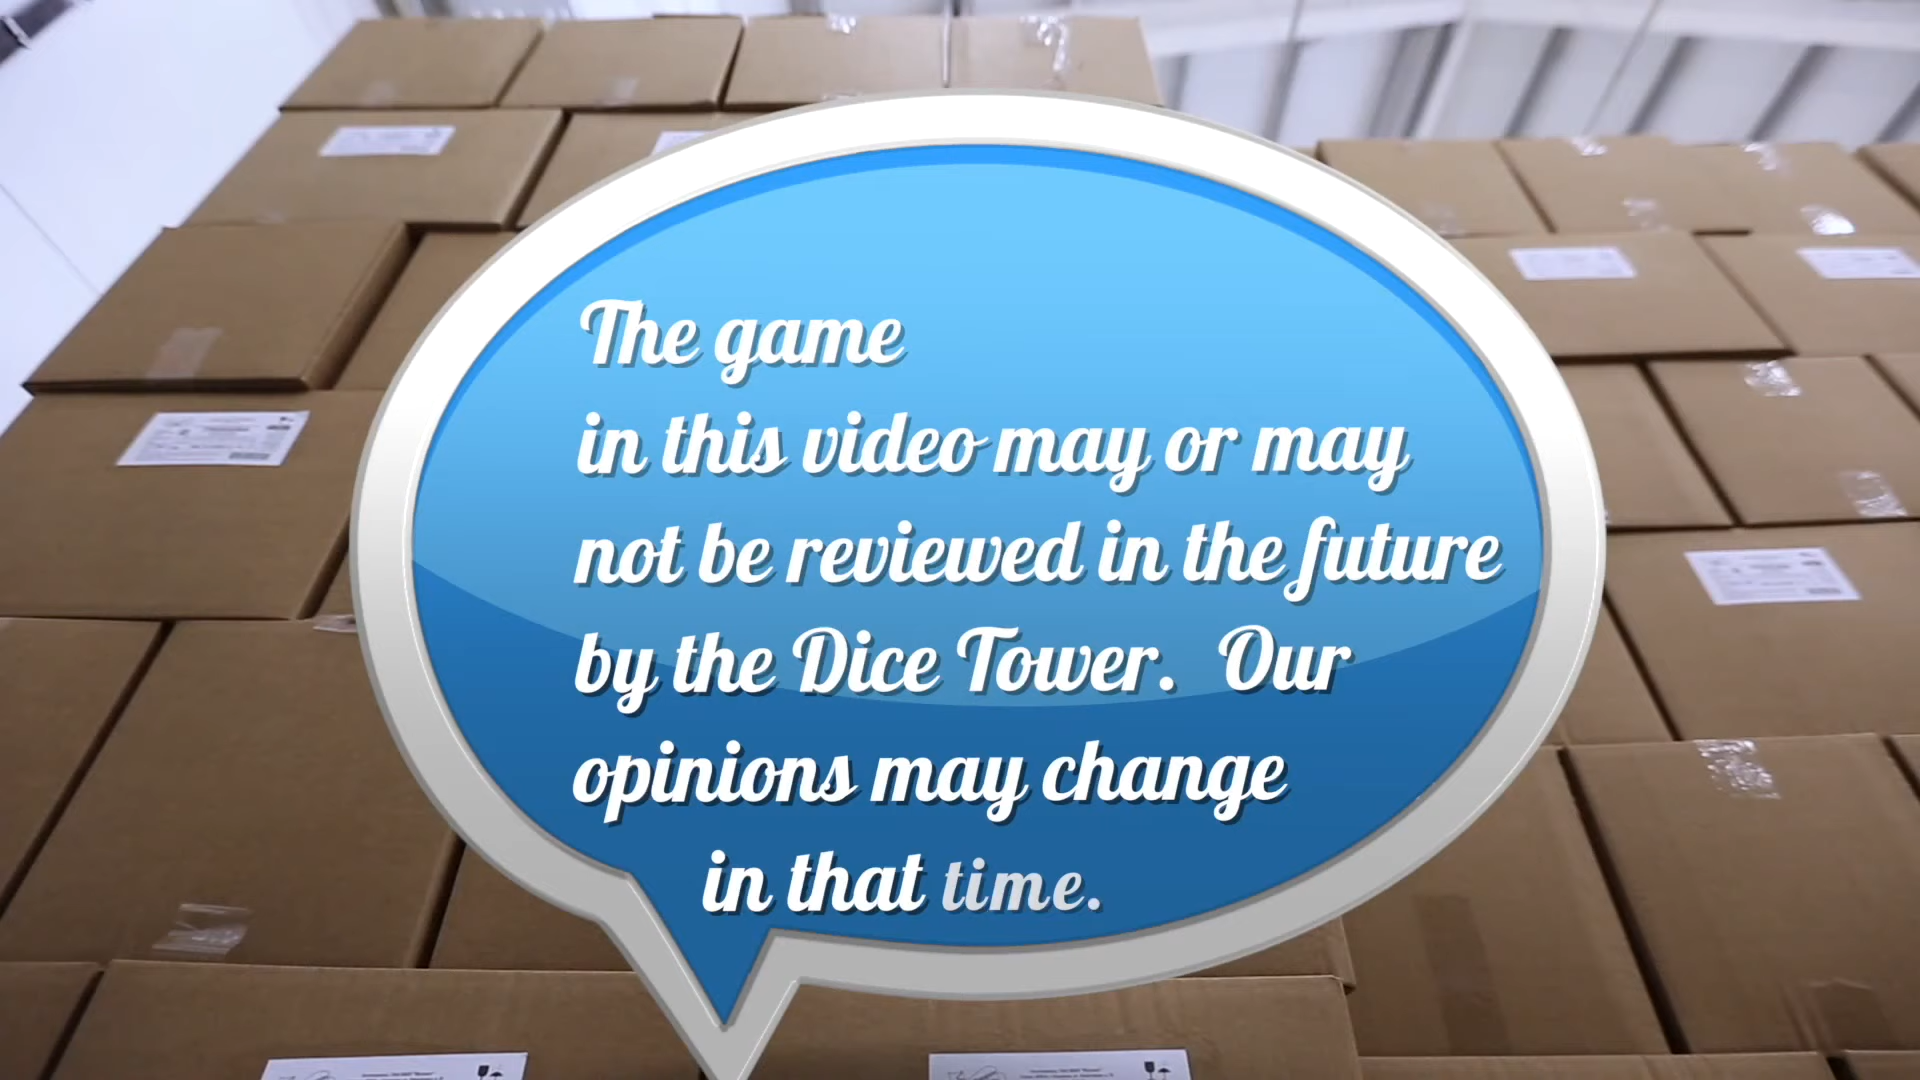 The game
in this video may or may
not be reviewed in the future
by the Dice Tower. Our
opinions may change
in that time.